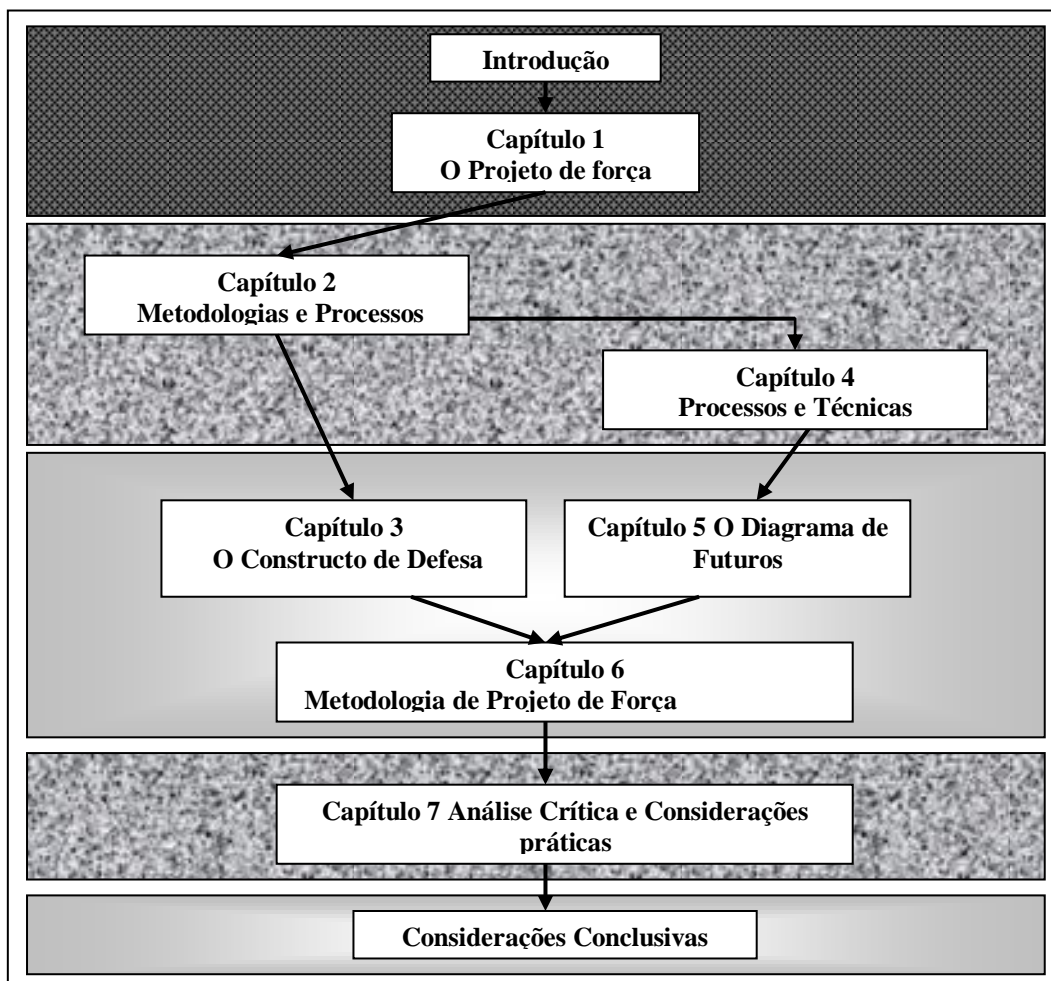 Introdução
Capítulo 1
O Projeto de força
Capítulo 2
Metodologias e Processos
Capítulo 4
Processos e Técnicas
Capítulo 3
O Constructo de Defesa
Capítulo 5 O Diagrama de
Futuros
Capítulo 6
Metodologia de Projeto de Força
Capítulo 7 Análise Crítica e Considerações
práticas
Considerações Conclusivas